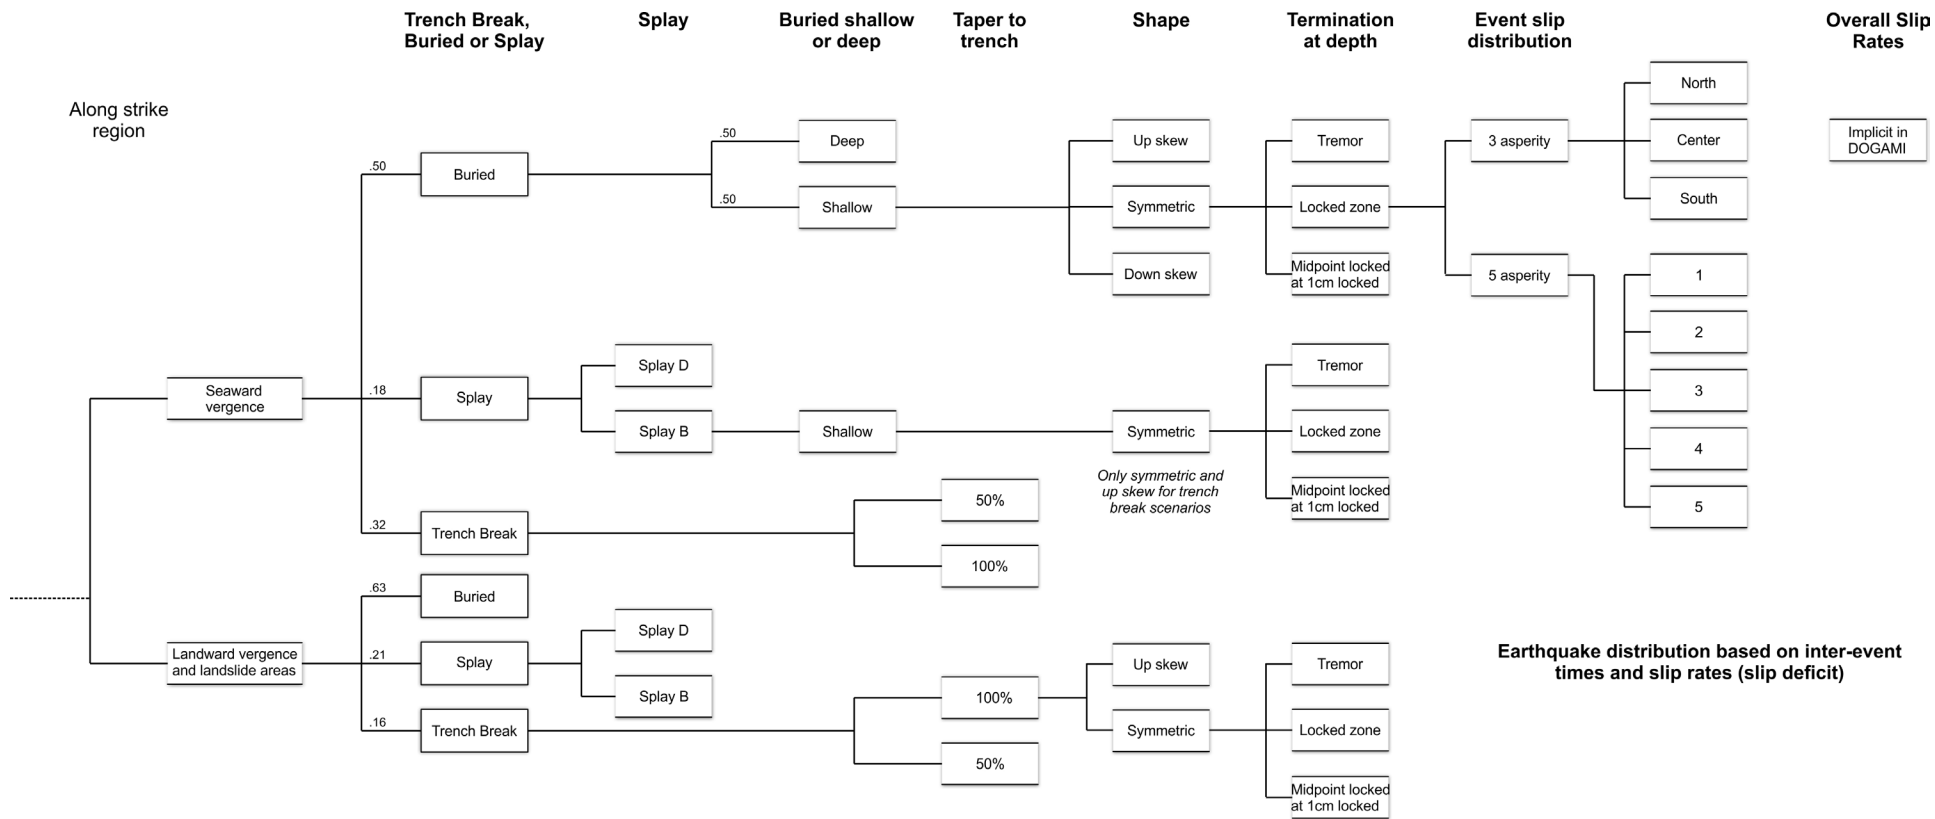 Trench Break,
Buried or Splay
Splay
Buried shallow
or deep
Taper to
trench
Shape
Termination
at depth
Event slip
distribution
Overall Slip
Rates
Along strike
region
North
Center
South
Implicit in
DOGAMI
.50
Buried
.50
Deep
.50
Shallow
Up skew
Symmetric
Down skew
Tremor
Locked zone
Midpoint locked
at 1cm locked
3 asperity
5 asperity
1
2
3
4
5
Seaward
vergence
.18
Splay
Splay D
Splay B
Shallow
Symmetric
Only symmetric and
up skew for trench
break scenarios
Tremor
Locked zone
Midpoint locked
at 1cm locked
.32
Trench Break
50%
100%
.63
Buried
Landward vergence
and landslide areas
.21
Splay
Splay D
Splay B
.16
Trench Break
100%
50%
Up skew
Symmetric
Tremor
Locked zone
Midpoint locked
at 1cm locked
Earthquake distribution based on inter-event
times and slip rates (slip deficit)